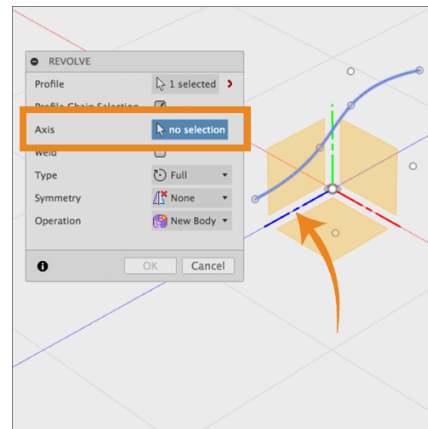 REVOLVE
Profile 1 selected
Profile Chain Selection
Axis no selection
Weld
Type Full
Symmetry None
Operation New Body
OK Cancel